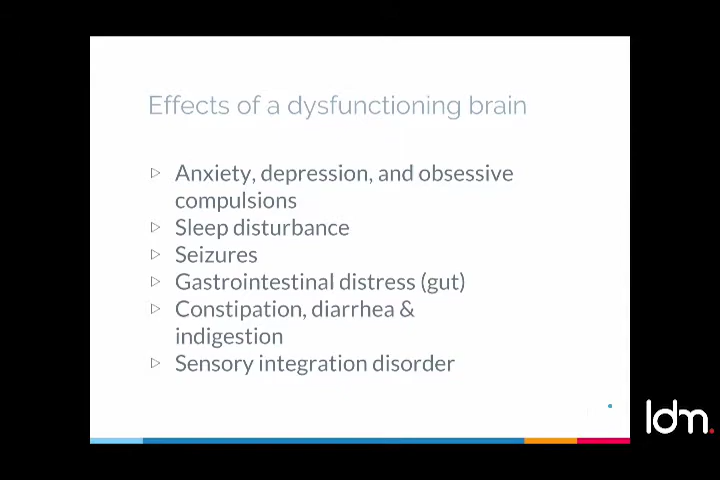 Effects of a dysfunctioning brain
Anxiety, depression, and obsessive
compulsions
Sleep disturbance
Seizures
Gastrointestinal distress (gut)
Constipation, diarrhea &
indigestion
Sensory integration disorder
ldm.